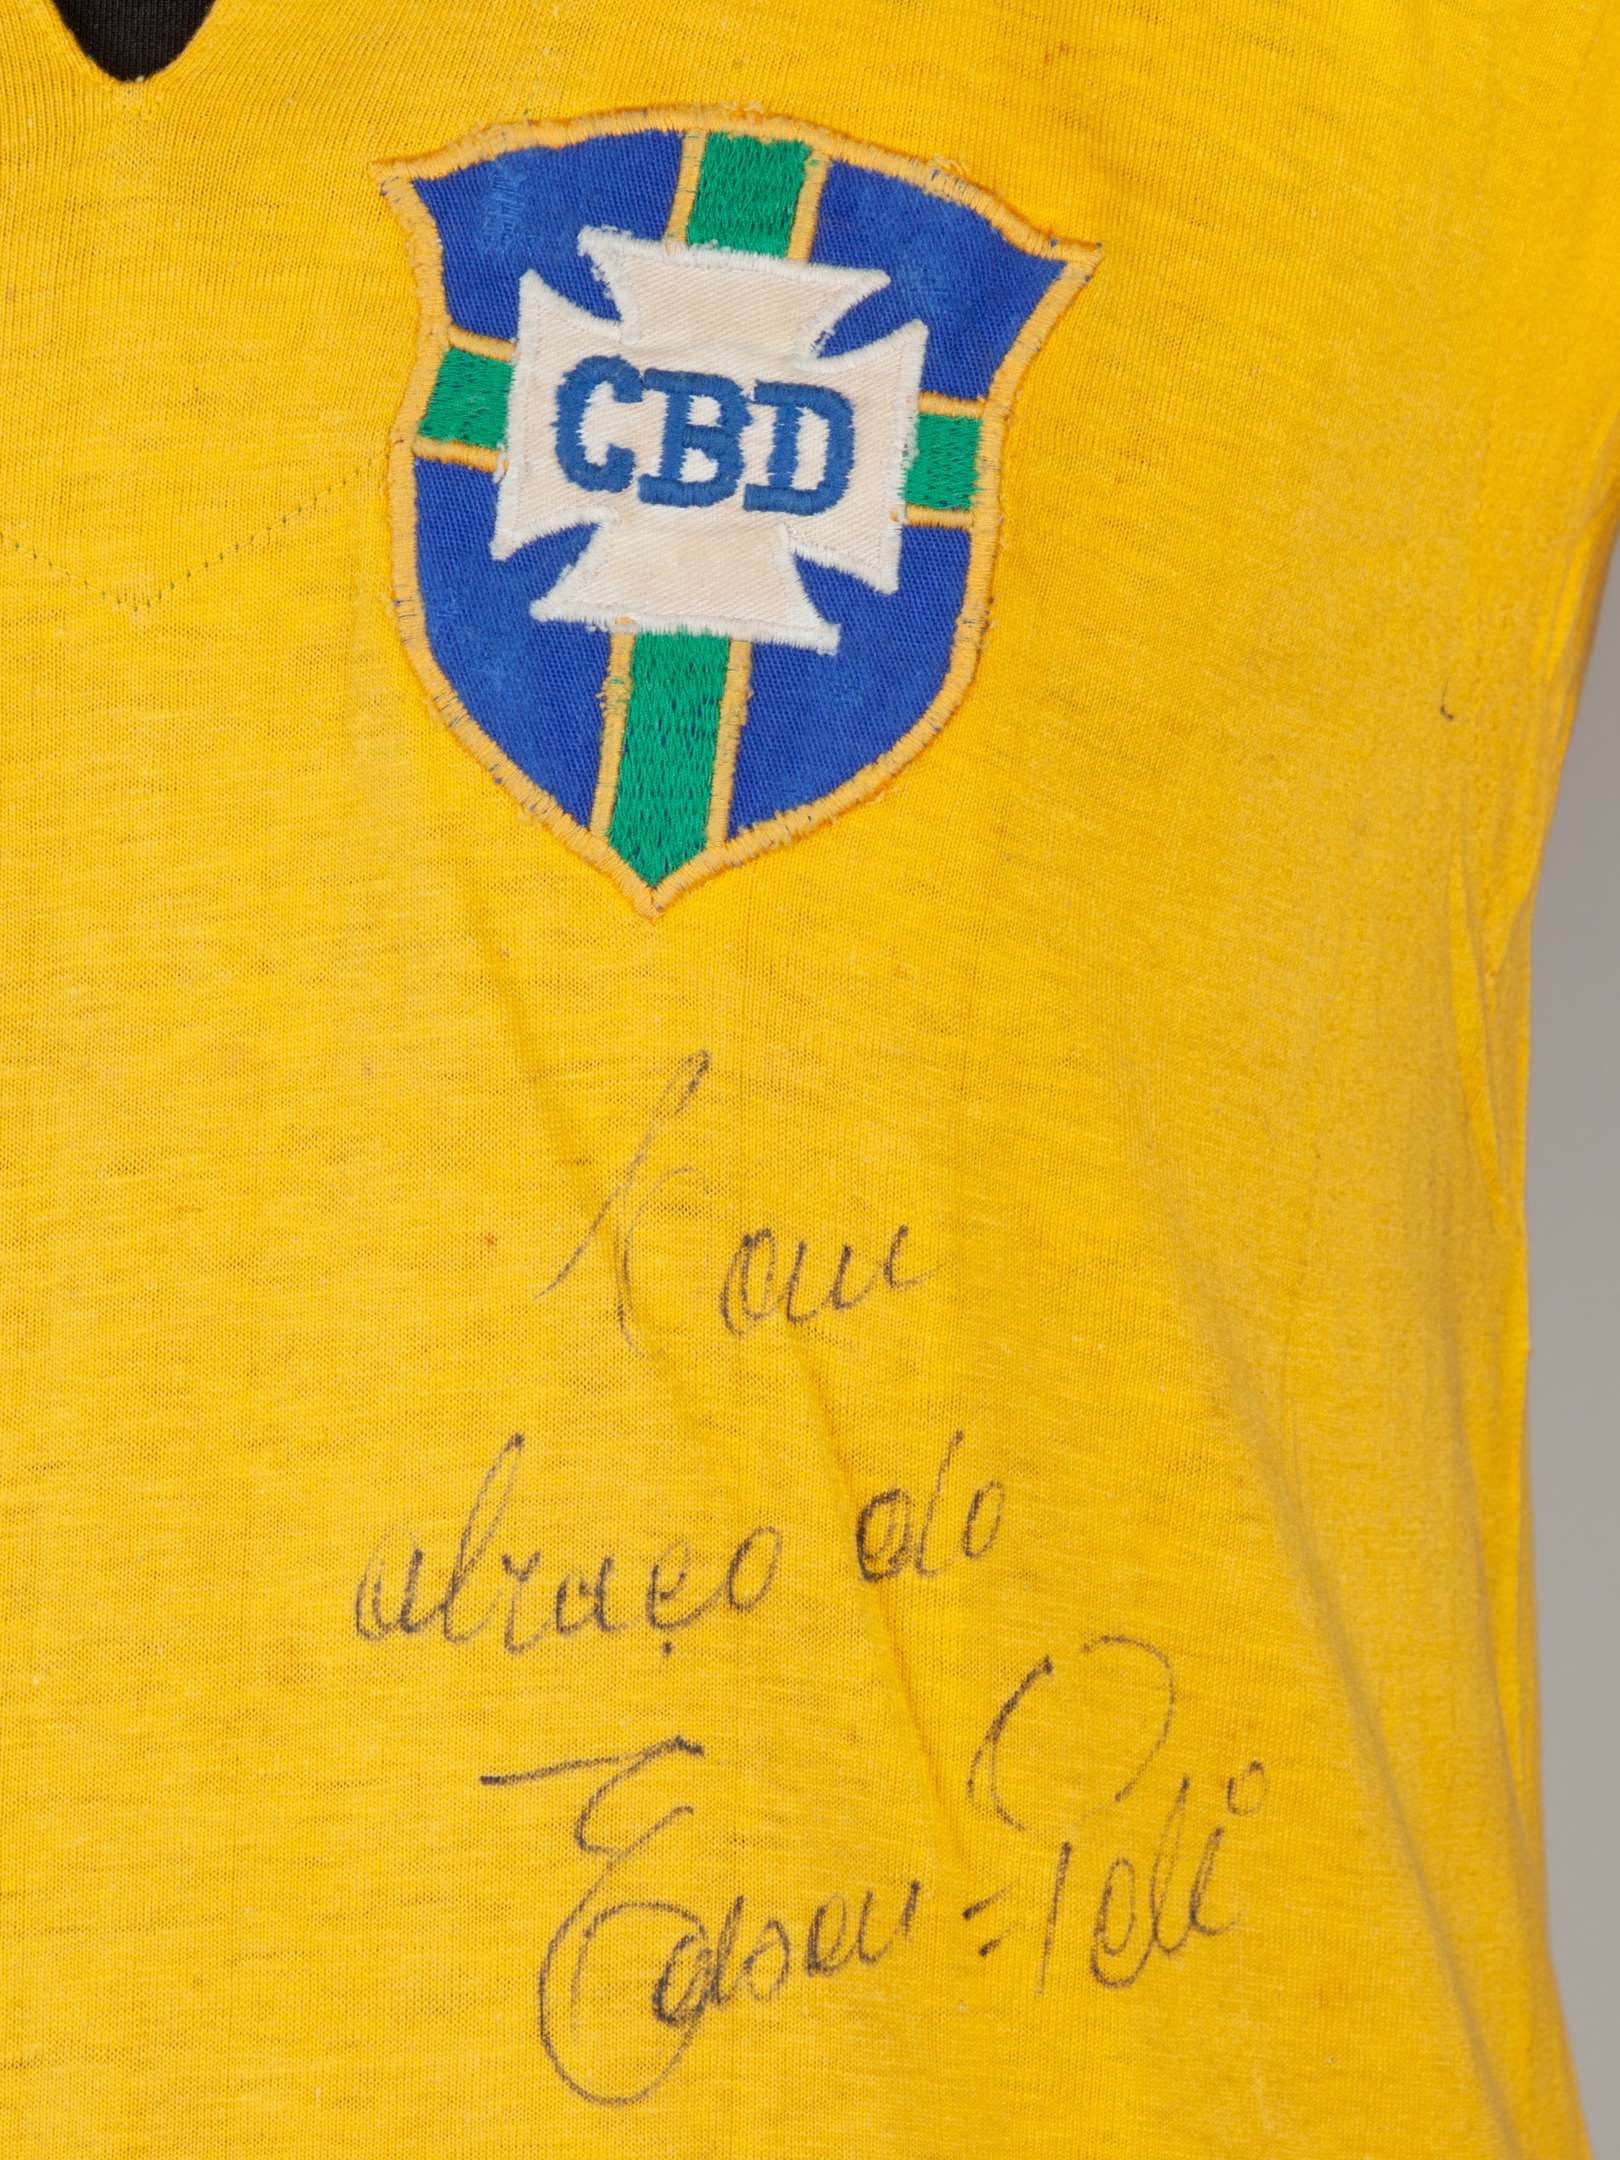 CBD
Com
abraço do
Edson = Pelé